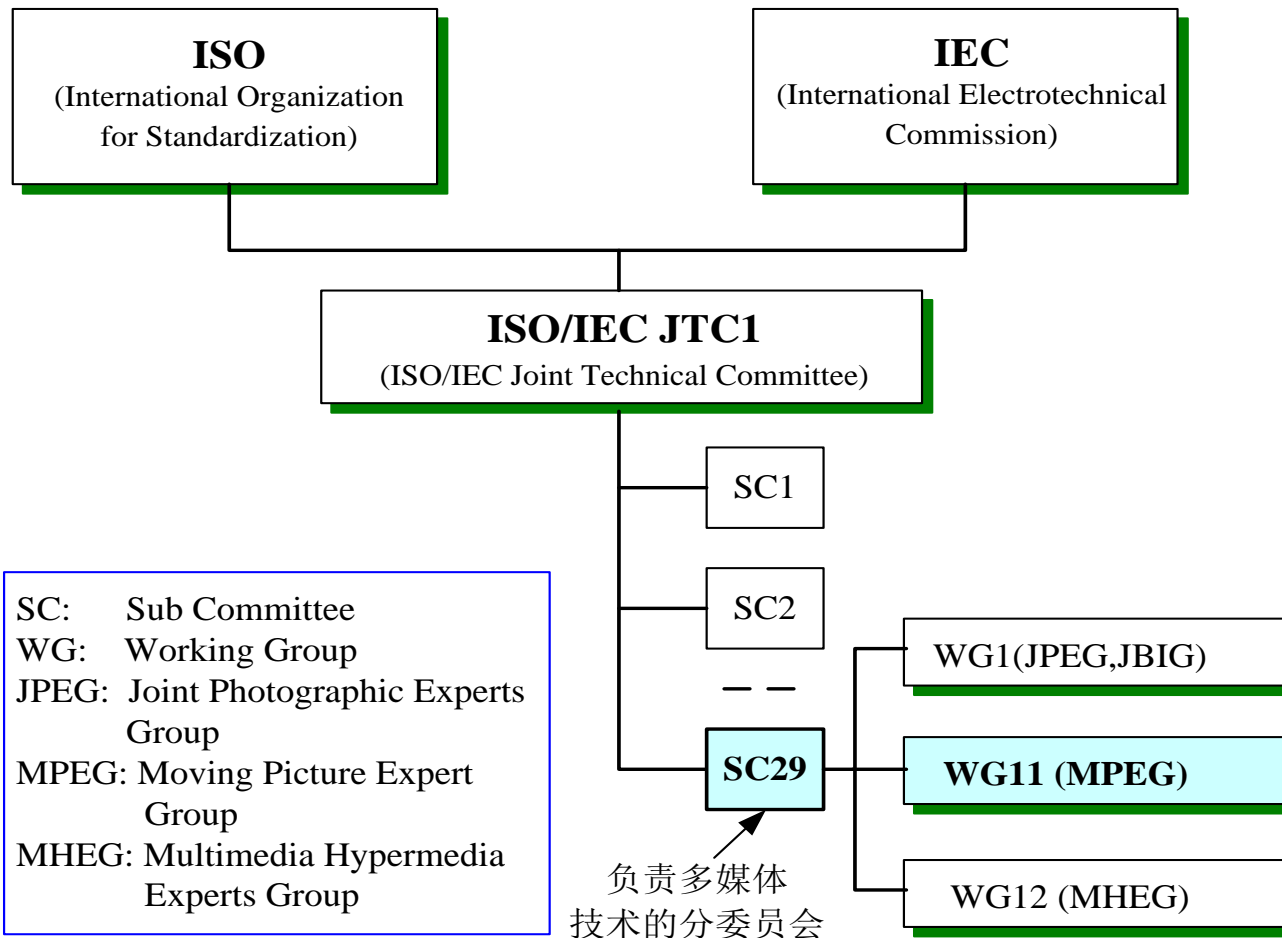 ISO
(International Organization
for Standardization)
IEC
(International Electrotechnical
Commission)
ISO/IEC JTC1
(ISO/IEC Joint Technical Committee)
SC1
SC2
SC29
WG1(JPEG,JBIG)
WG11 (MPEG)
WG12 (MHEG)
负责多媒体
技术的分委员会
SC: Sub Committee
WG: Working Group
JPEG: Joint Photographic Experts
Group
MPEG: Moving Picture Expert
Group
MHEG: Multimedia Hypermedia
Experts Group